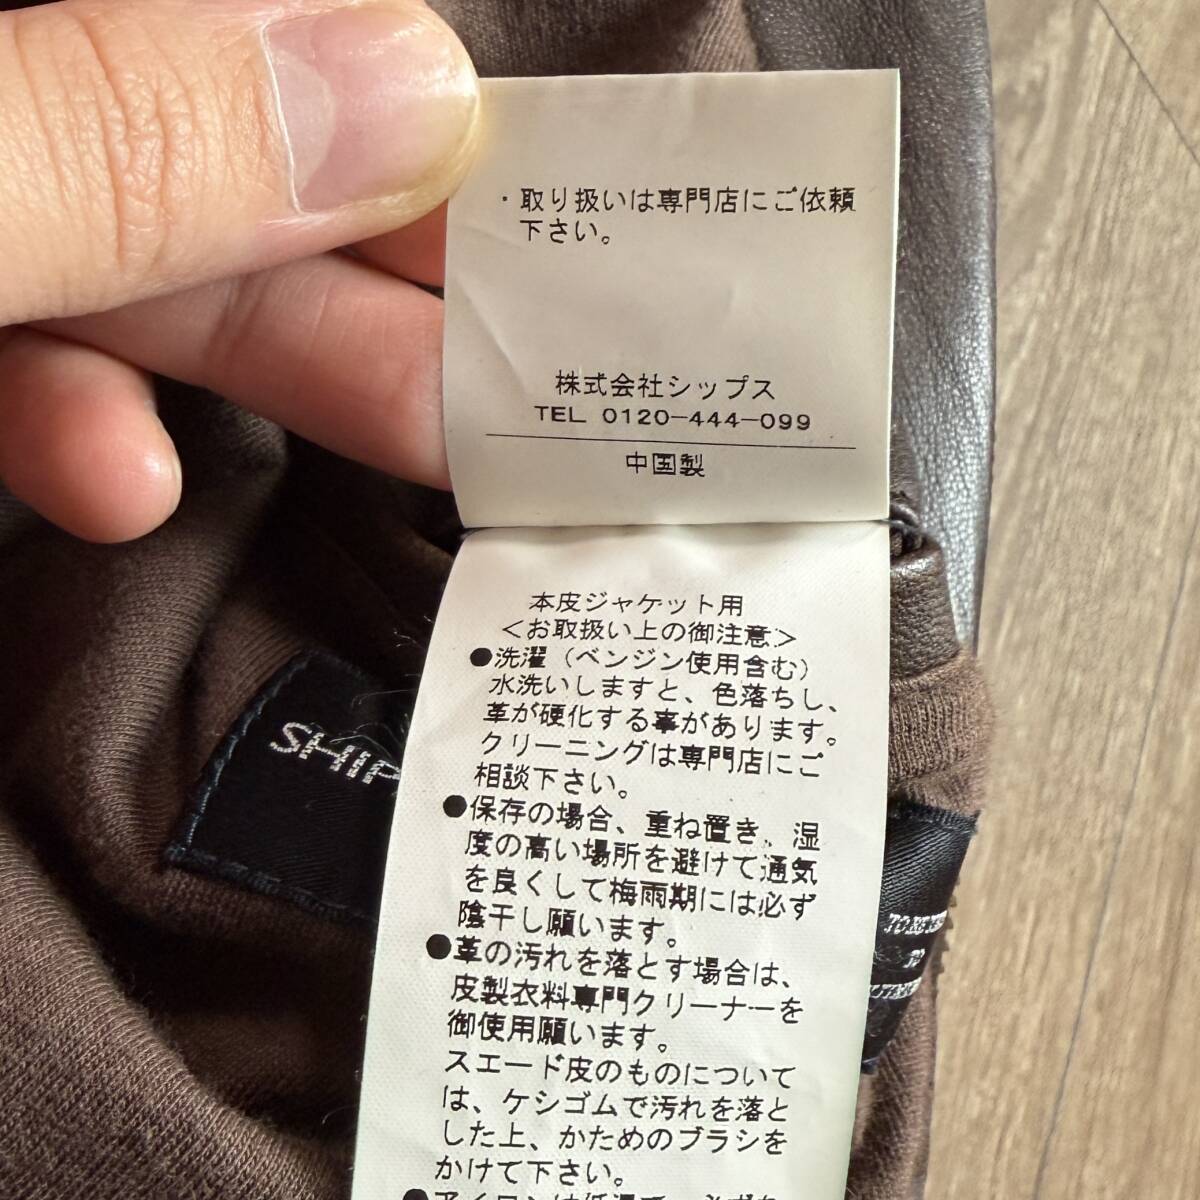 ・取り扱いは専門店にご依頼
下さい。
株式会社シップス
TEL 0120-444-099
中国製
本皮ジャケット用
＜お取扱い上の御注意＞
●洗濯（ベンジン使用含む）
水洗いしますと、色落ちし、
革が硬化する事があります。
クリーニングは専門店にご
相談下さい。
●保存の場合、重ね置き、湿
度の高い場所を避けて通気
を良くして梅雨期には必ず
陰干し願います。
●革の汚れを落とす場合は、
皮製衣料専門クリーナーを
御使用願います。
スエード皮のものについて
は、ケシゴムで汚れを落と
した上、かためのブラシを
かけて下さい。
SHIP
TO BE
TO